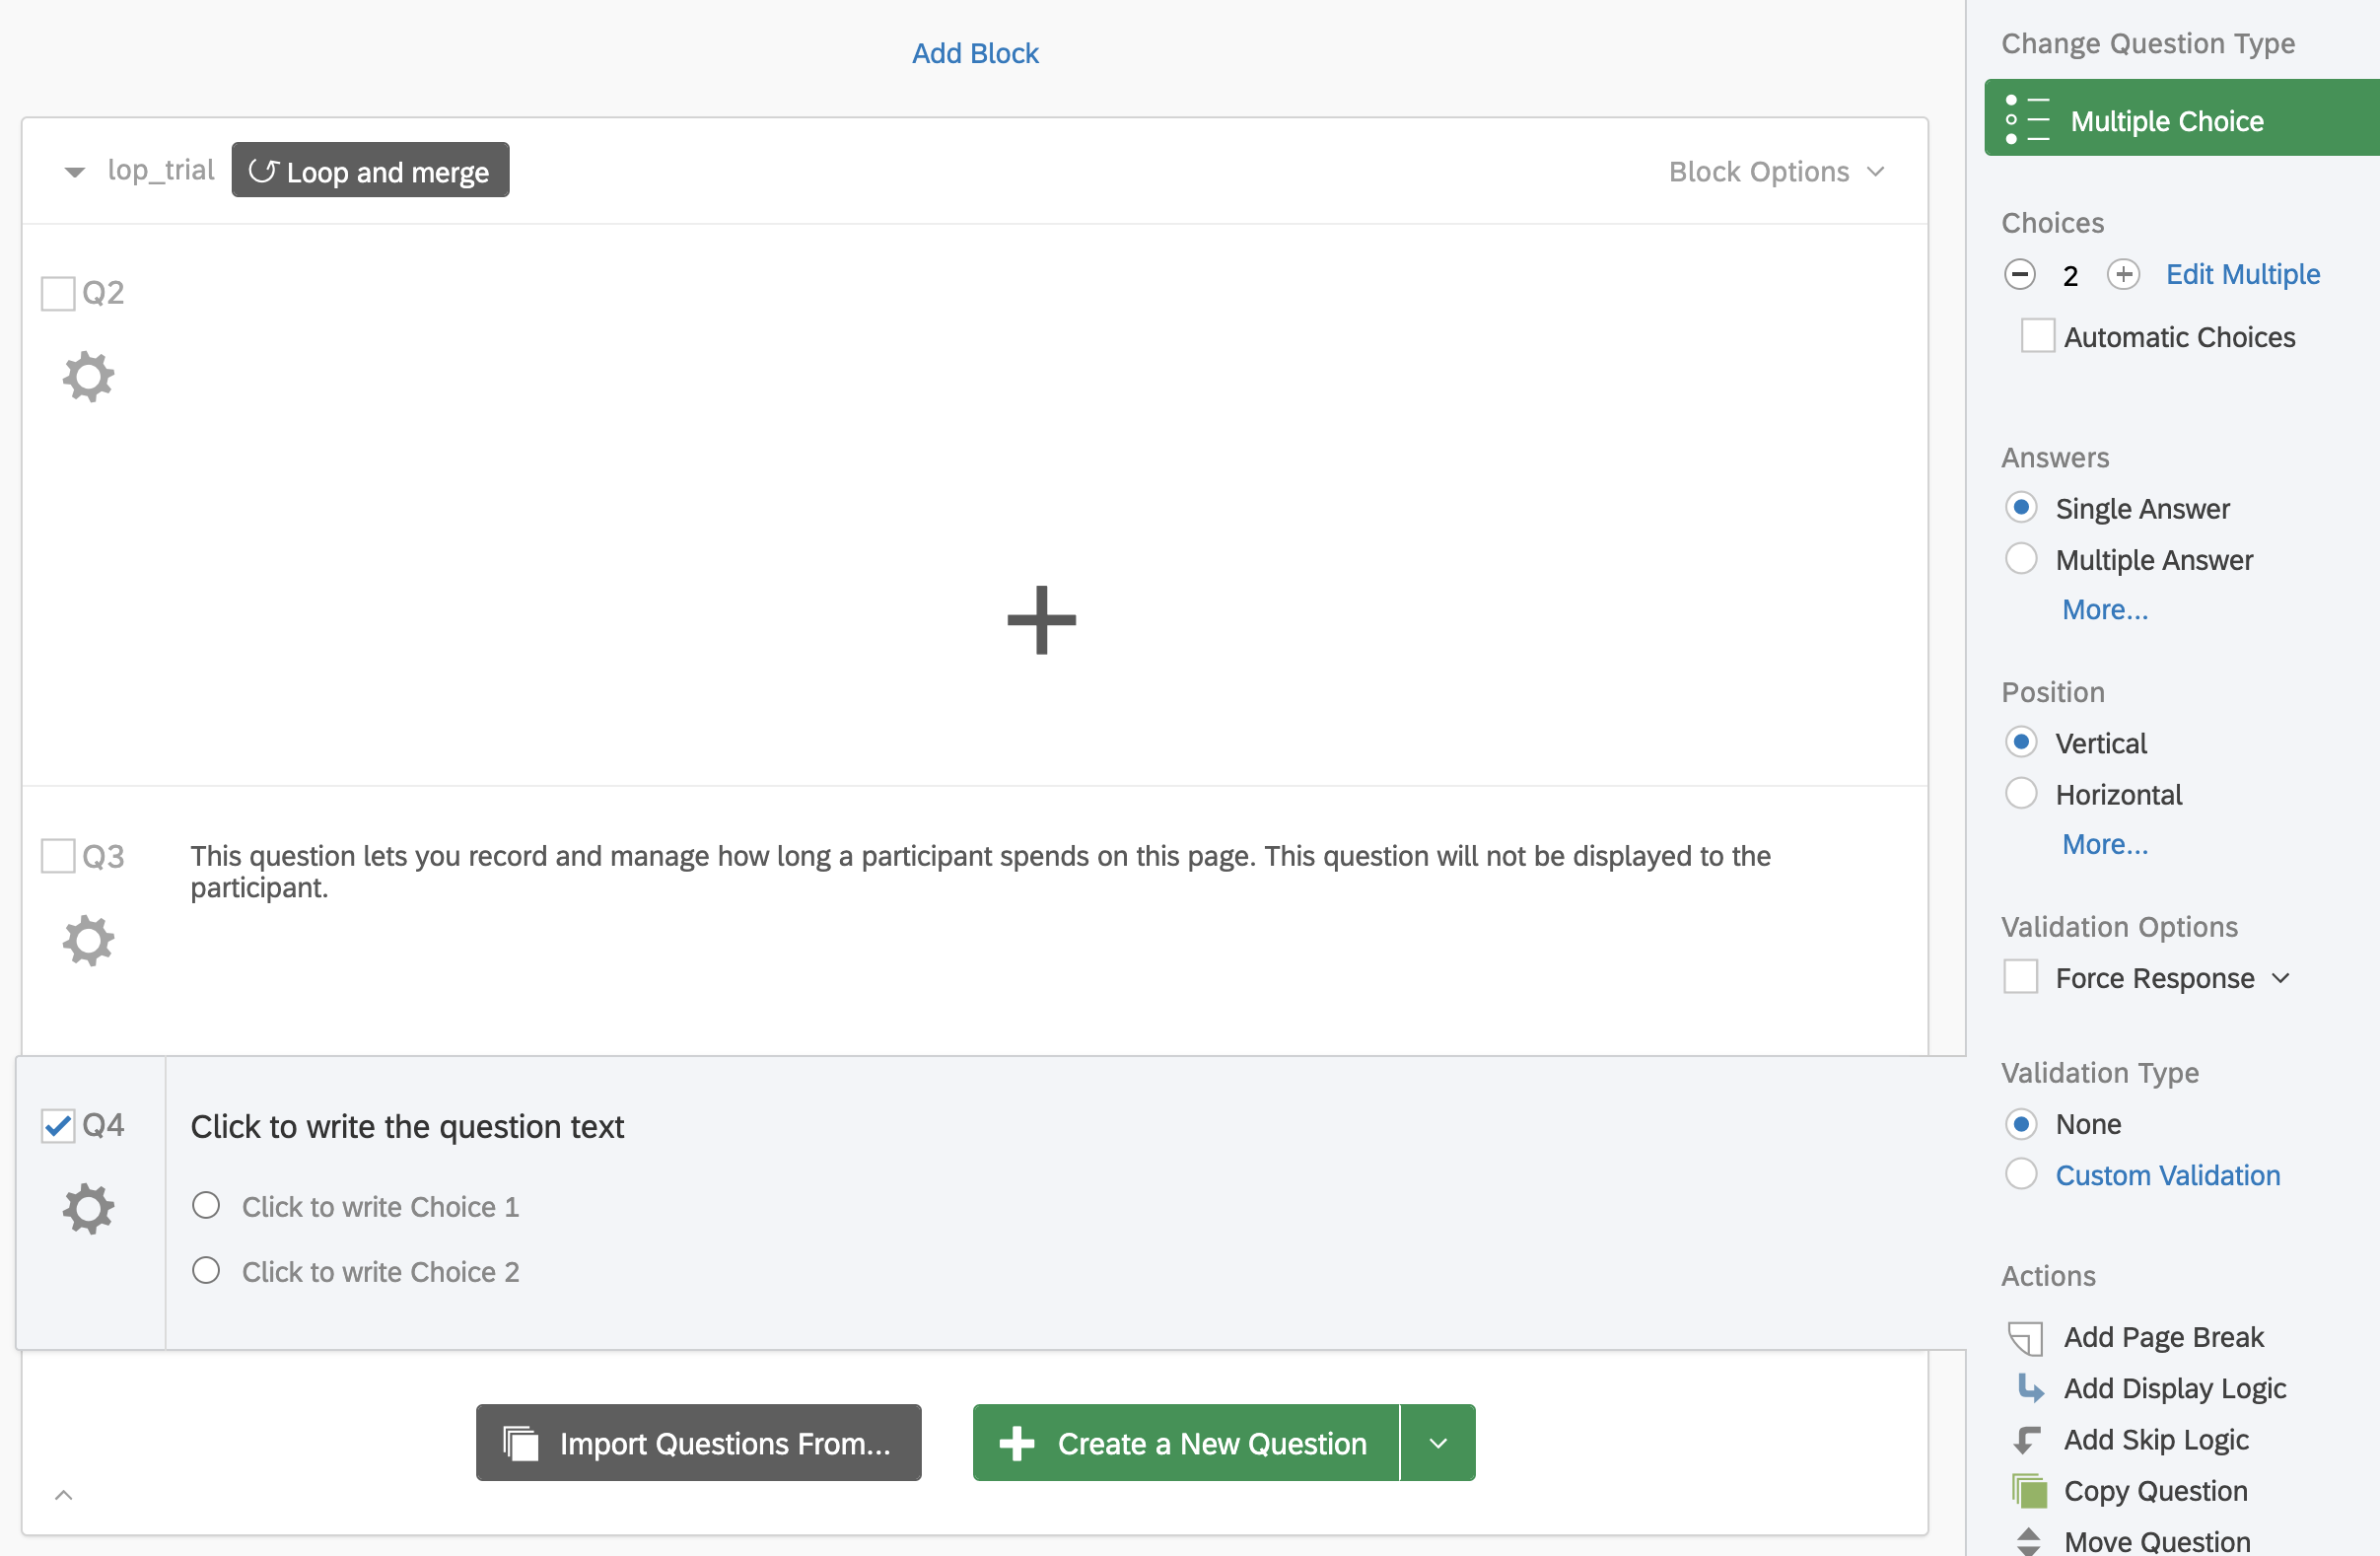 Add Block
lop_trial
Loop and merge
Block Options
Q2
Q3
This question lets you record and manage how long a participant spends on this page. This question will not be displayed to the
participant.
Q4
Click to write the question text
Click to write Choice 1
Click to write Choice 2
Import Questions From...
Create a New Question
Change Question Type
Multiple Choice
Choices
2
Edit Multiple
Automatic Choices
Answers
Single Answer
Multiple Answer
More...
Position
Vertical
Horizontal
More...
Validation Options
Force Response
Validation Type
None
Custom Validation
Actions
Add Page Break
Add Display Logic
Add Skip Logic
Copy Question
Move Question